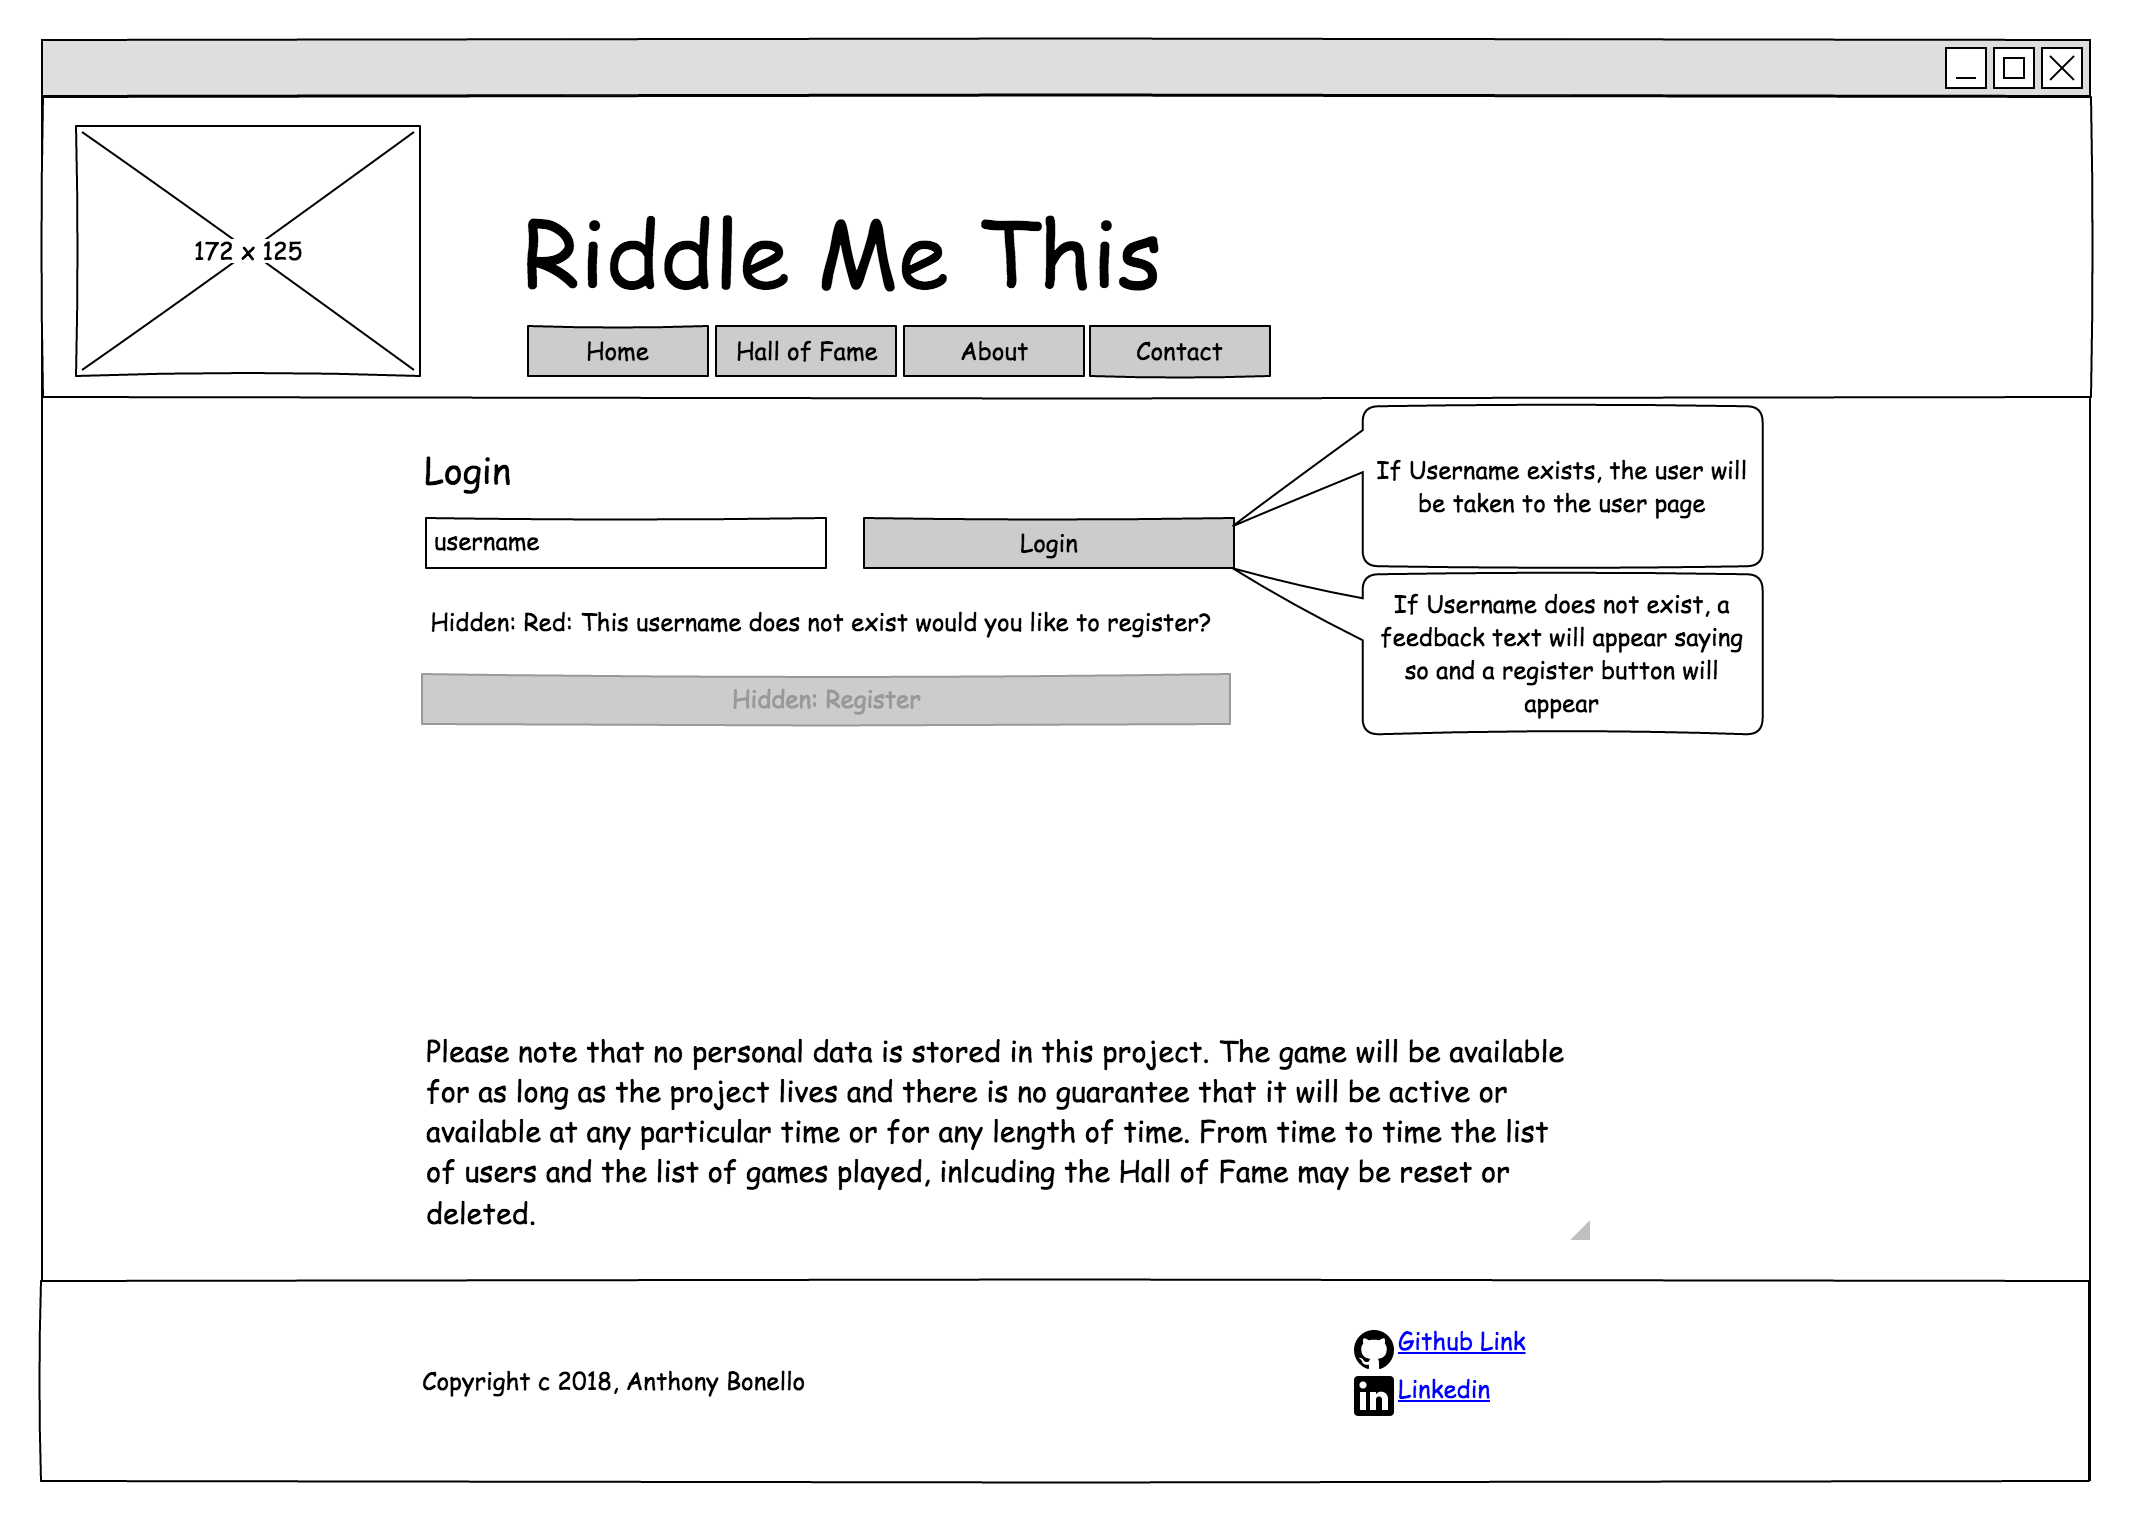 172 x 125
Riddle Me This
Home
Hall of Fame
About
Contact
Login
username
Login
If Username exists, the user will
be taken to the user page
Hidden: Red: This username does not exist would you like to register?
If Username does not exist, a
feedback text will appear saying
so and a register button will
appear
Hidden: Register
Please note that no personal data is stored in this project. The game will be available
for as long as the project lives and there is no guarantee that it will be active or
available at any particular time or for any length of time. From time to time the list
of users and the list of games played, inlcuding the Hall of Fame may be reset or
deleted.
Copyright c 2018, Anthony Bonello
Github Link
in
Linkedin